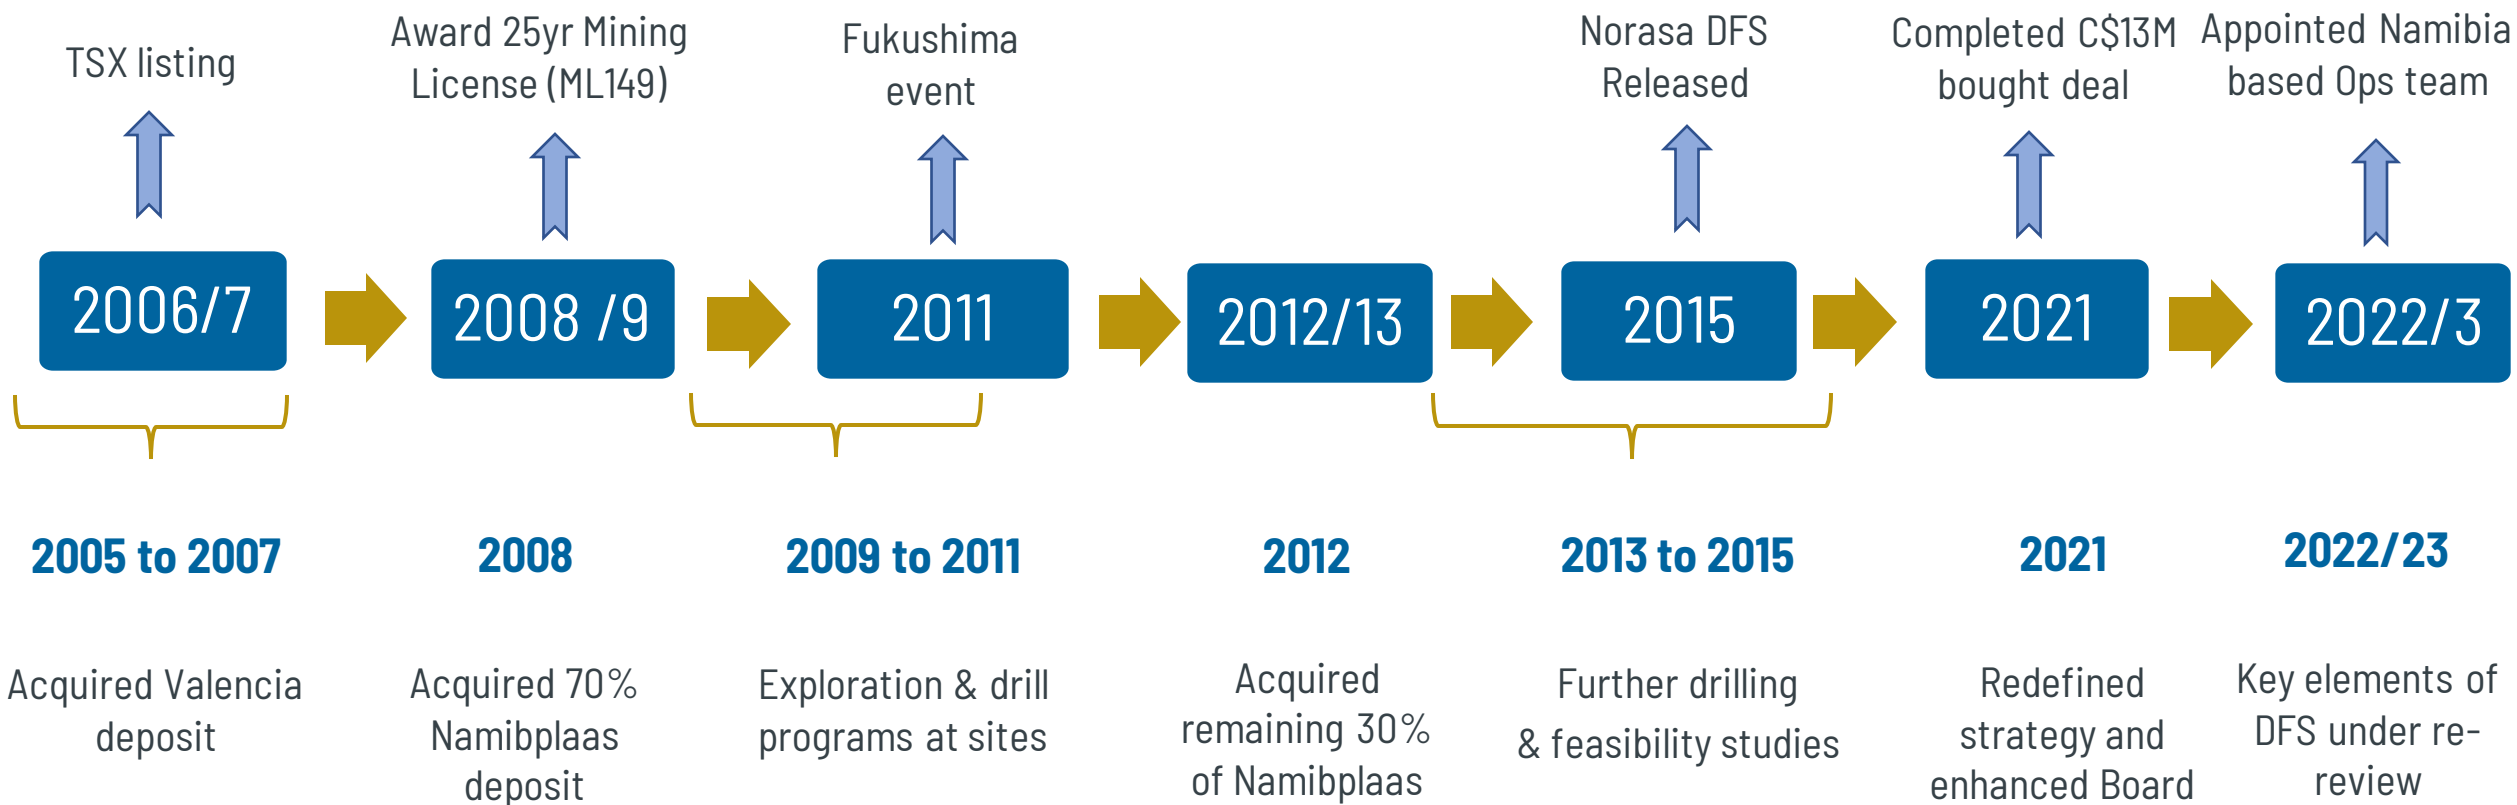 TSX listing
Award 25yr Mining
License (ML149)
Fukushima
event
Norasa DFS
Released
Completed C$13M
bought deal
Appointed Namibia
based Ops team
2006/7
2008 /9
2011
2012/13
2015
2021
2022/3
2005 to 2007
2008
2009 to 2011
2012
2013 to 2015
2021
2022/23
Acquired Valencia
deposit
Acquired 70%
Namibplaas
deposit
Exploration & drill
programs at sites
Acquired
remaining 30%
of Namibplaas
Further drilling
& feasibility studies
Redefined
strategy and
enhanced Board
Key elements of
DFS under re-
review